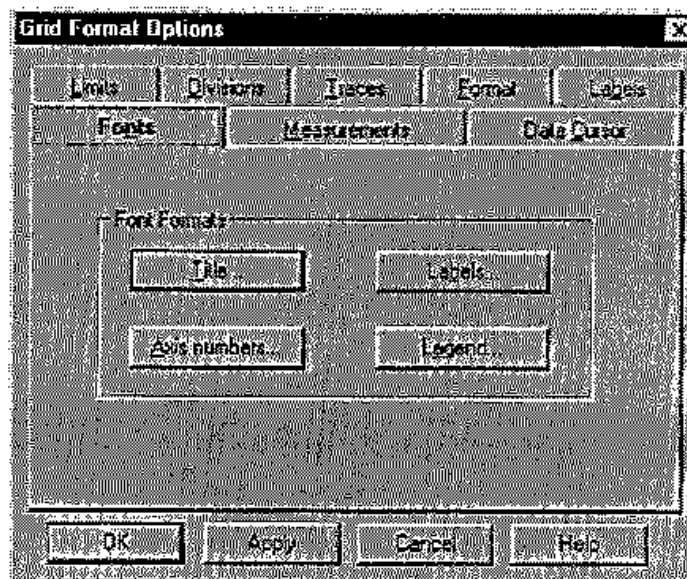 Grid Format Options
Limits Divisions Traces Format Labels
Fonts Measurements Data Cursor
Font Formats
Title... Labels...
Axis numbers... Legend...
OK Apply Cancel Help